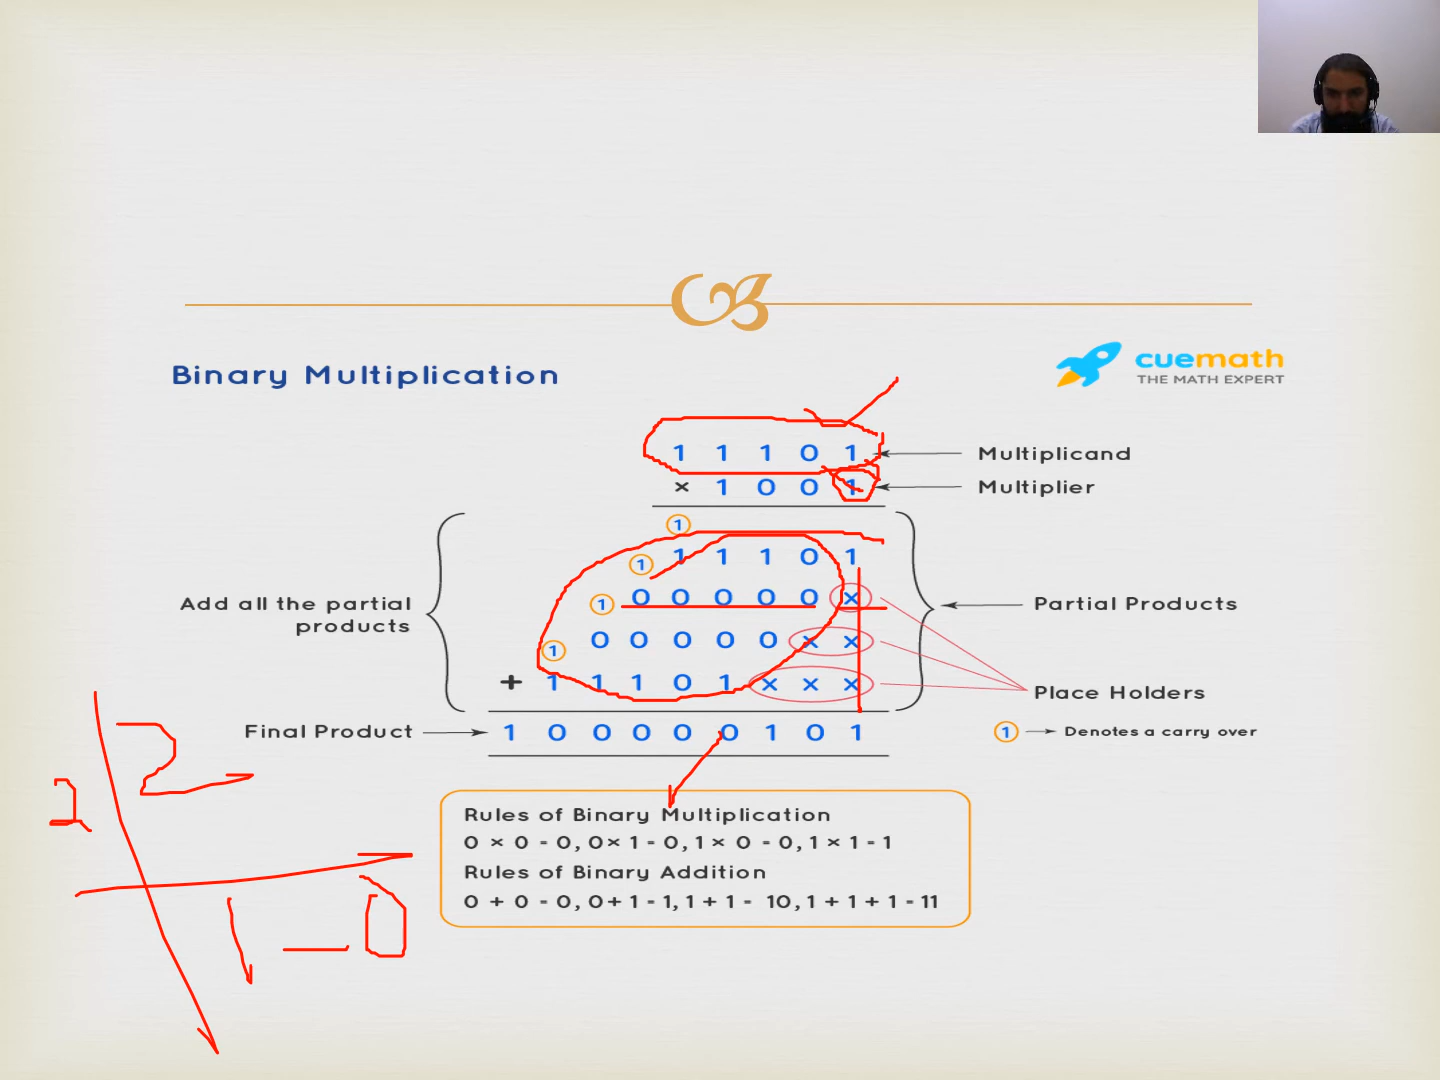 Binary Multiplication
cuemath
THE MATH EXPERT
1 1 1 0 1
Multiplicand
× 1 0 0 1
Multiplier
1
1 1 1 1 0 1
1 0 0 0 0 0 ×
Add all the partial
products
Partial Products
0 0 0 0 0 × ×
1
+ 1 1 1 0 1 × × ×
Place Holders
Final Product
1 0 0 0 0 0 1 0 1
1 Denotes a carry over
2
2
1 - 0
Rules of Binary Multiplication
0 × 0 = 0, 0 × 1 = 0, 1 × 0 = 0, 1 × 1 = 1
Rules of Binary Addition
0 + 0 = 0, 0 + 1 = 1, 1 + 1 = 10, 1 + 1 + 1 = 11